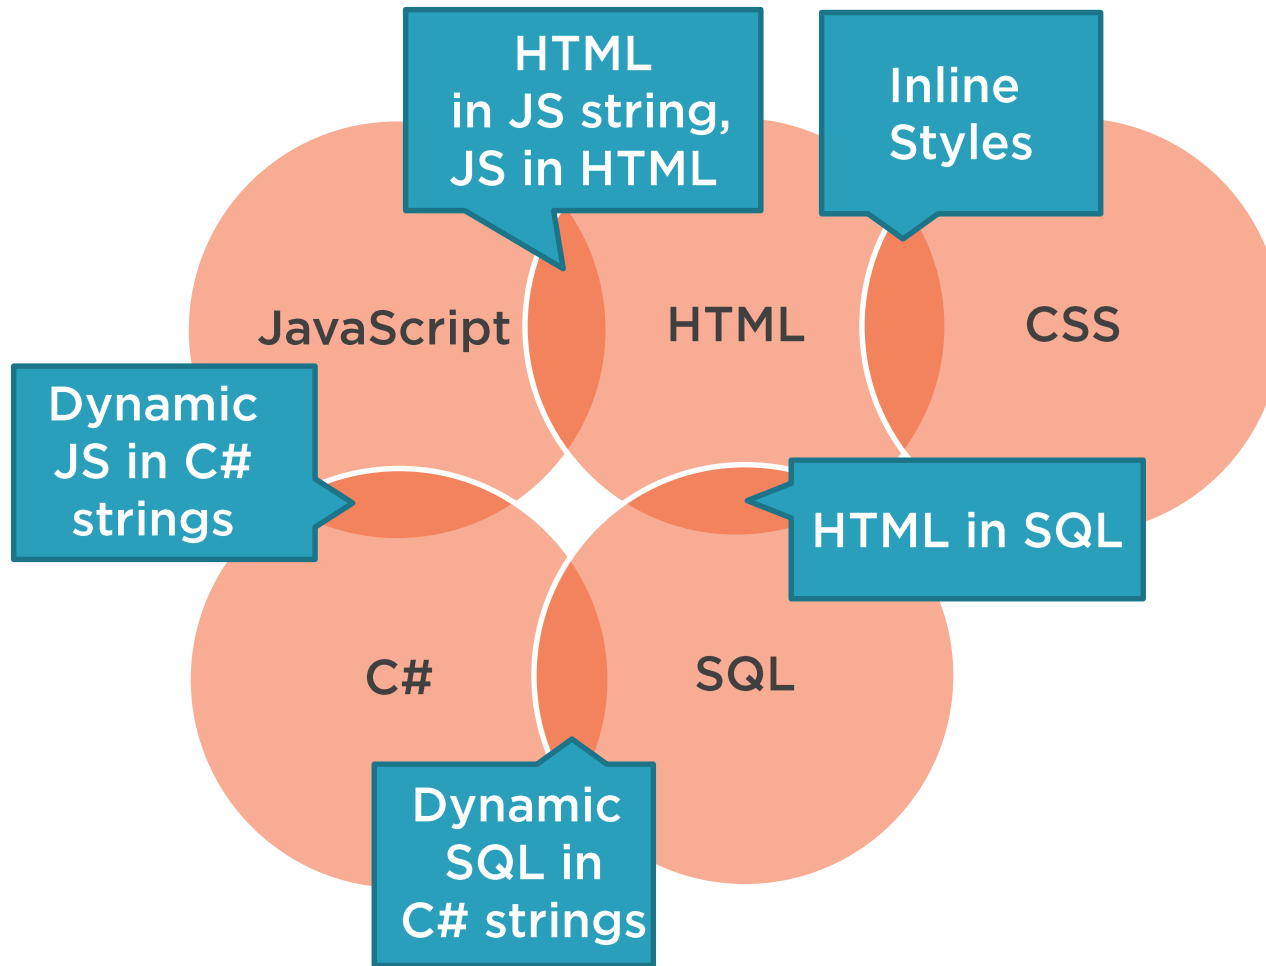 HTML
in JS string,
JS in HTML
Inline
Styles
JavaScript
HTML
CSS
Dynamic
JS in C#
strings
HTML in SQL
C#
SQL
Dynamic
SQL in
C# strings